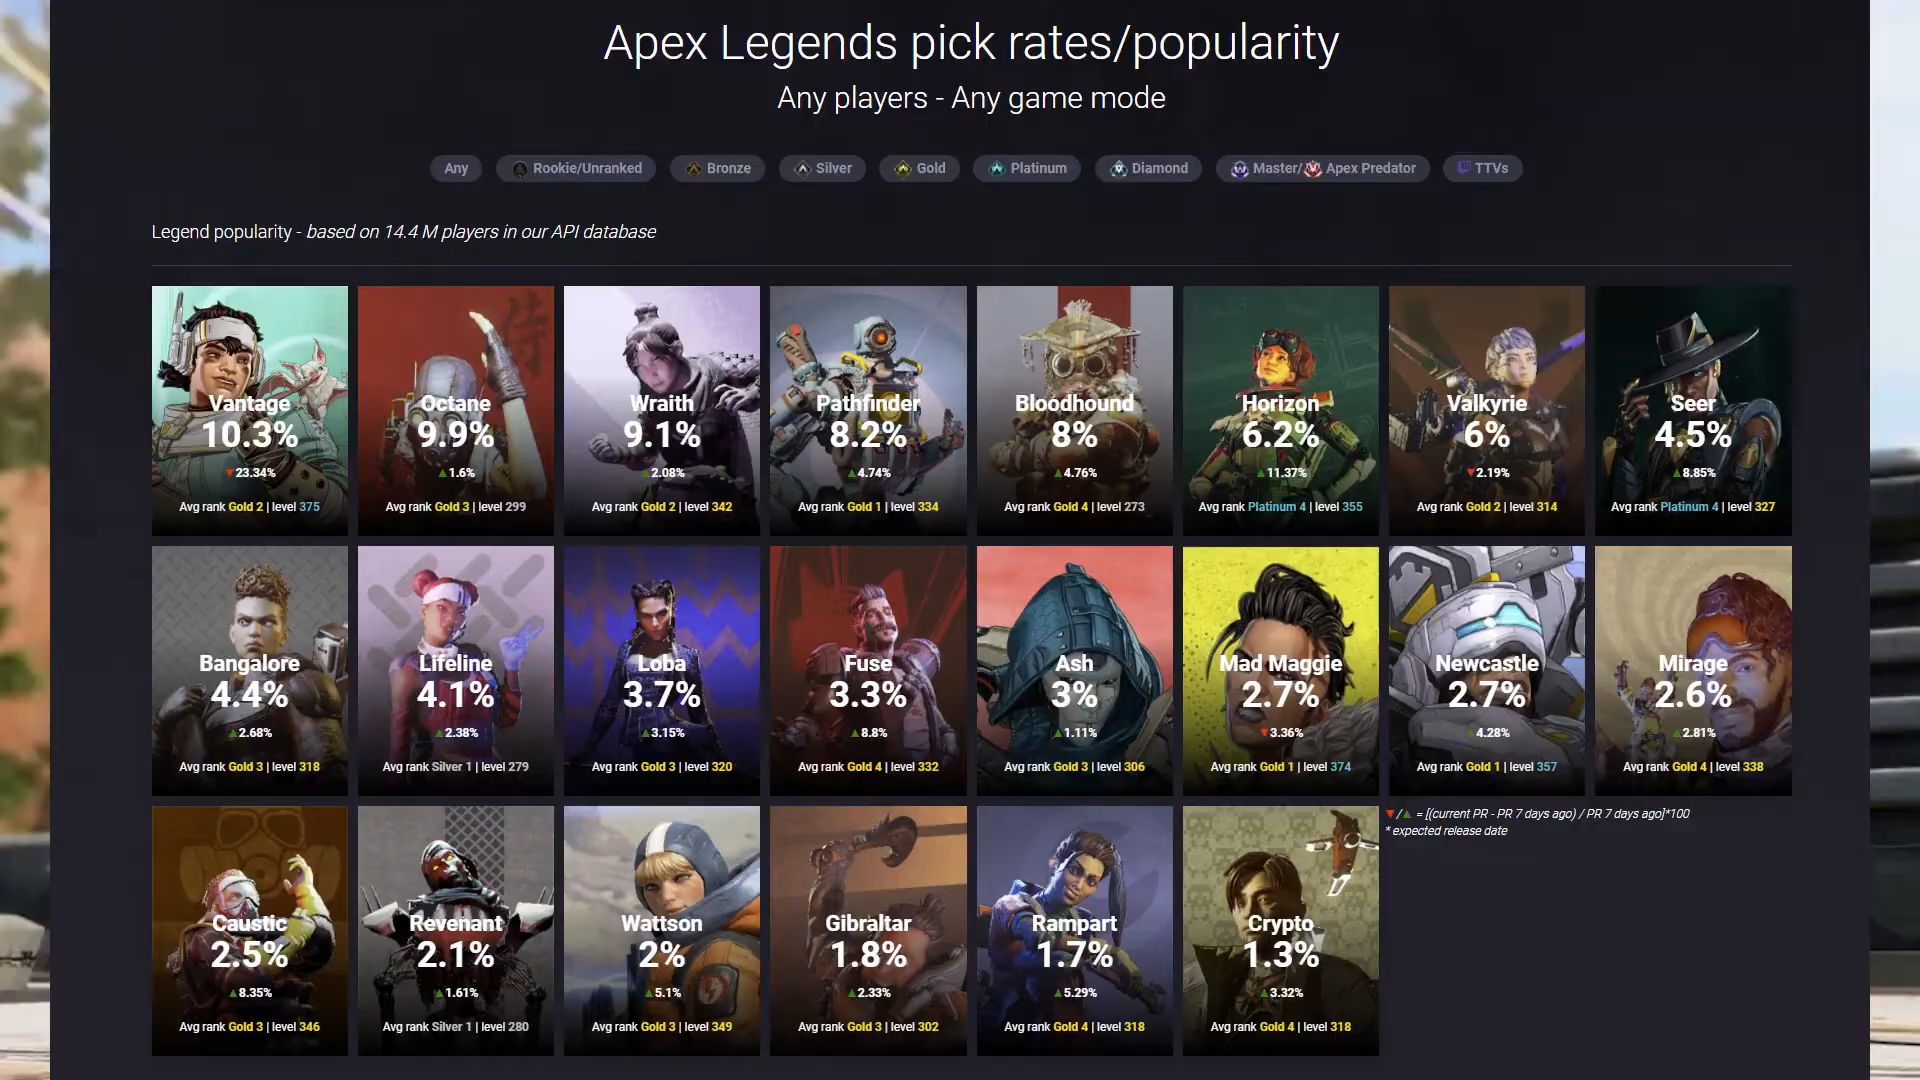 Apex Legends pick rates/popularity
Any players - Any game mode
Any Rookie/Unranked Bronze Silver Gold Platinum Diamond Master/ Apex Predator TTVs
Legend popularity - based on 14.4 M players in our API database
Vantage
10.3%
▼23.34%
Avg rank Gold 2 | level 375
Octane
9.9%
▲1.6%
Avg rank Gold 3 | level 299
Wraith
9.1%
▲2.08%
Avg rank Gold 2 | level 342
Pathfinder
8.2%
▲4.74%
Avg rank Gold 1 | level 334
Bloodhound
8%
▲4.76%
Avg rank Gold 4 | level 273
Horizon
6.2%
▲11.37%
Avg rank Platinum 4 | level 355
Valkyrie
6%
▼2.19%
Avg rank Gold 2 | level 314
Seer
4.5%
▲8.85%
Avg rank Platinum 4 | level 327
Bangalore
4.4%
▲2.68%
Avg rank Gold 3 | level 318
Lifeline
4.1%
▲2.38%
Avg rank Silver 1 | level 279
Loba
3.7%
▲3.15%
Avg rank Gold 3 | level 320
Fuse
3.3%
▲8.8%
Avg rank Gold 4 | level 332
Ash
3%
▲1.11%
Avg rank Gold 3 | level 306
Mad Maggie
2.7%
▼3.36%
Avg rank Gold 1 | level 374
Newcastle
2.7%
▲4.28%
Avg rank Gold 1 | level 357
Mirage
2.6%
▲2.81%
Avg rank Gold 4 | level 338
Caustic
2.5%
▲8.35%
Avg rank Gold 3 | level 346
Revenant
2.1%
▲1.61%
Avg rank Silver 1 | level 280
Wattson
2%
▲5.1%
Avg rank Gold 3 | level 349
Gibraltar
1.8%
▲2.33%
Avg rank Gold 3 | level 302
Rampart
1.7%
▲5.29%
Avg rank Gold 4 | level 318
Crypto
1.3%
▲3.32%
Avg rank Gold 4 | level 318
▼/▲ = [(current PR - PR 7 days ago) / PR 7 days ago]*100
* expected release date